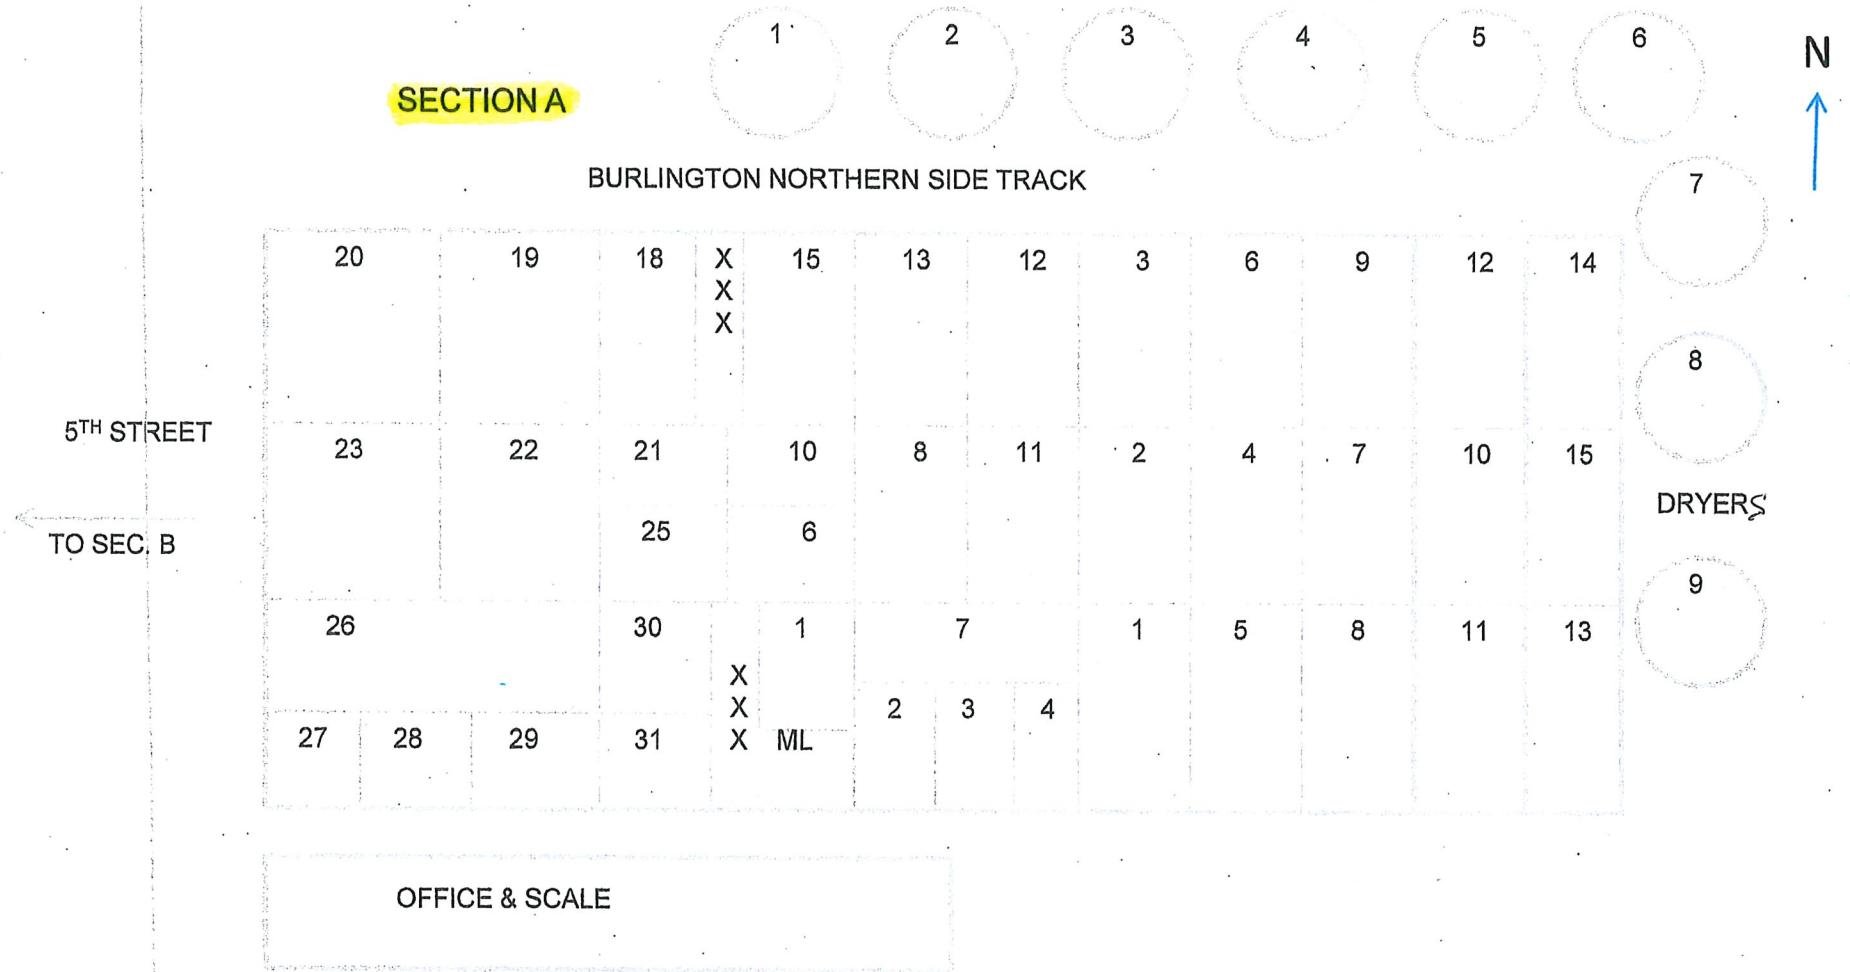 1 2 3 4 5 6
N
SECTION A
BURLINGTON NORTHERN SIDE TRACK
7
20 19 18 X 15 13 12 3 6 9 12 14
X
X
8
5TH STREET
23 22 21 10 8 11 2 4 7 10 15
DRYERS
25 6
TO SEC. B
9
26 30 1 7 1 5 8 11 13
X
X 2 3 4
27 28 29 31 X ML
OFFICE & SCALE